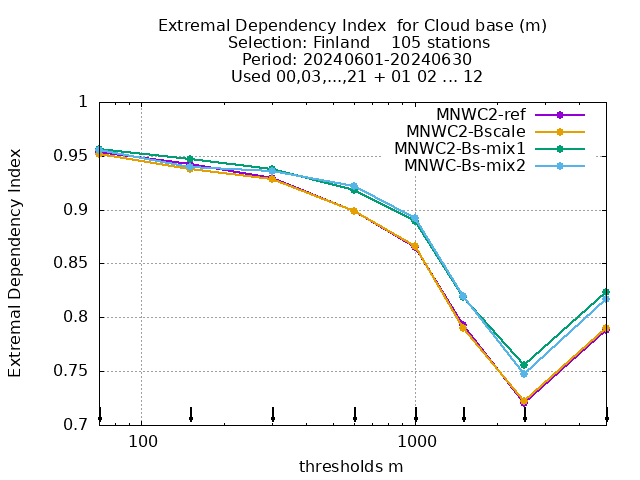 Extremal Dependency Index  for Cloud base (m)
Selection: Finland    105 stations
Period: 20240601-20240630
Used 00,03,...,21 + 01 02 ... 12
Extremal Dependency Index
1
0.95
0.9
0.85
0.8
0.75
0.7
MNWC2-ref
MNWC2-Bscale
MNWC2-Bs-mix1
MNWC-Bs-mix2
100
1000
thresholds m